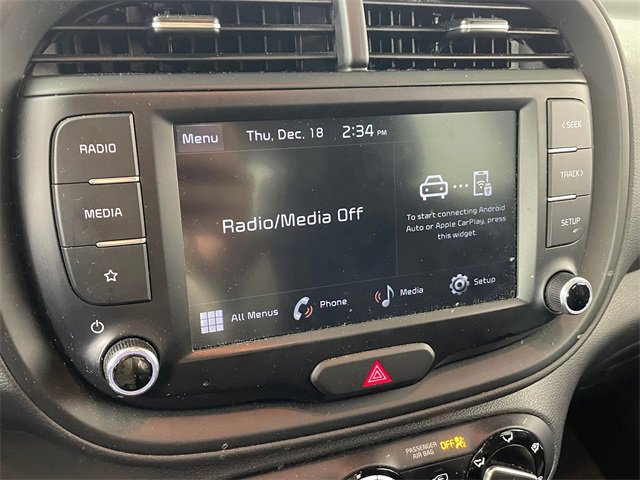 Menu Thu, Dec. 18 2:34 PM
RADIO
MEDIA
Radio/Media Off
To start connecting Android
Auto or Apple CarPlay, press
this widget.
All Menus Phone Media Setup
< SEEK
TRACK >
SETUP
PASSENGER
AIR BAG OFF